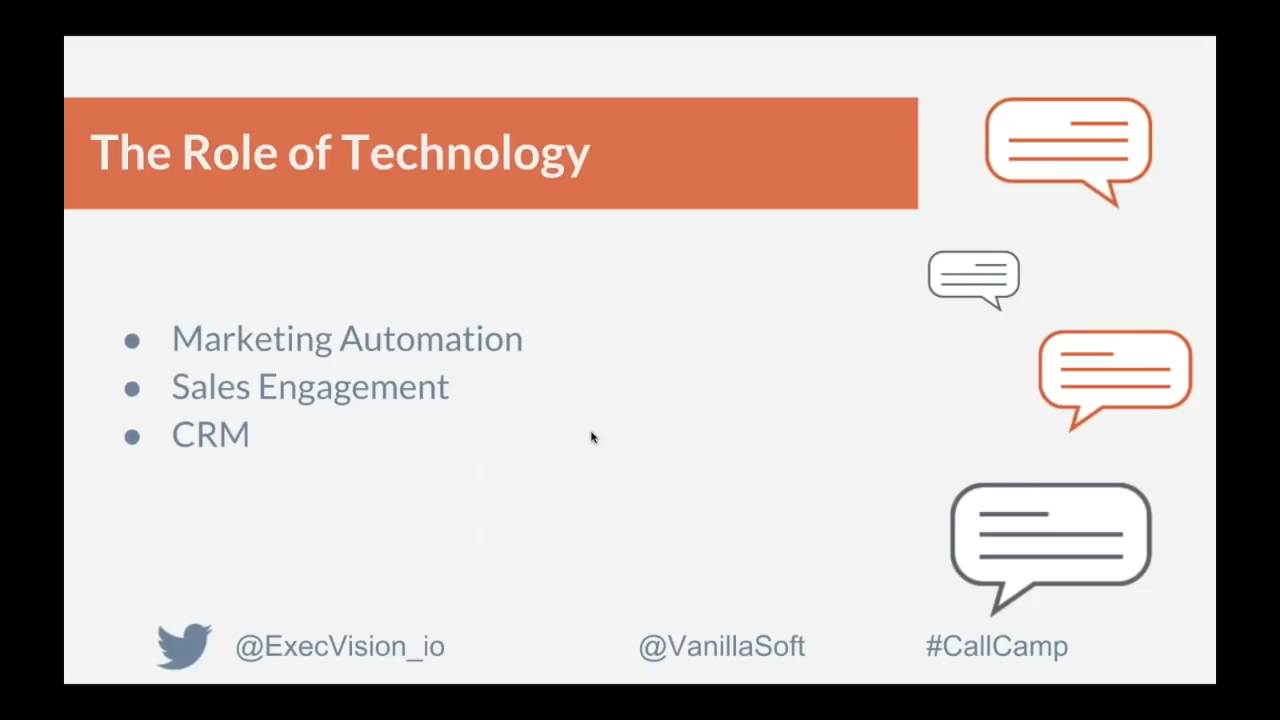 The Role of Technology
● Marketing Automation
● Sales Engagement
● CRM
@ExecVision_io @VanillaSoft #CallCamp